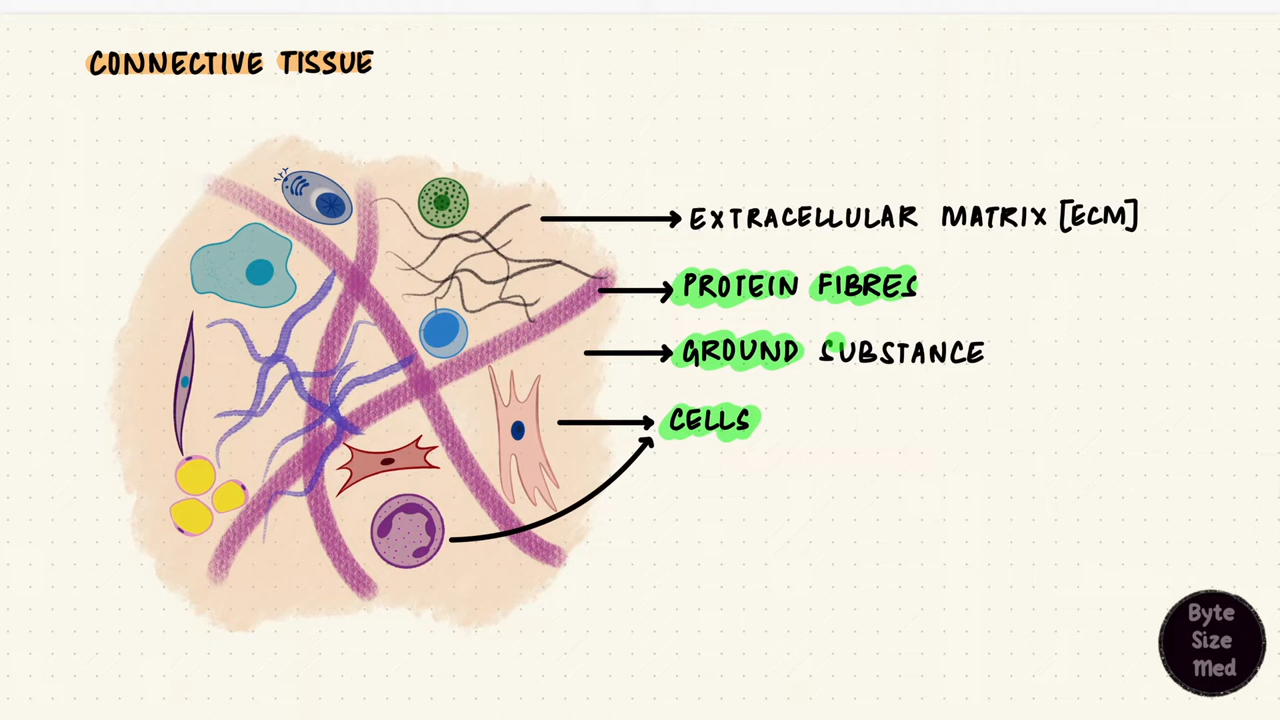 CONNECTIVE TISSUE
EXTRACELLULAR MATRIX [ECM]
PROTEIN FIBRES
GROUND SUBSTANCE
CELLS
Byte
Size
Med